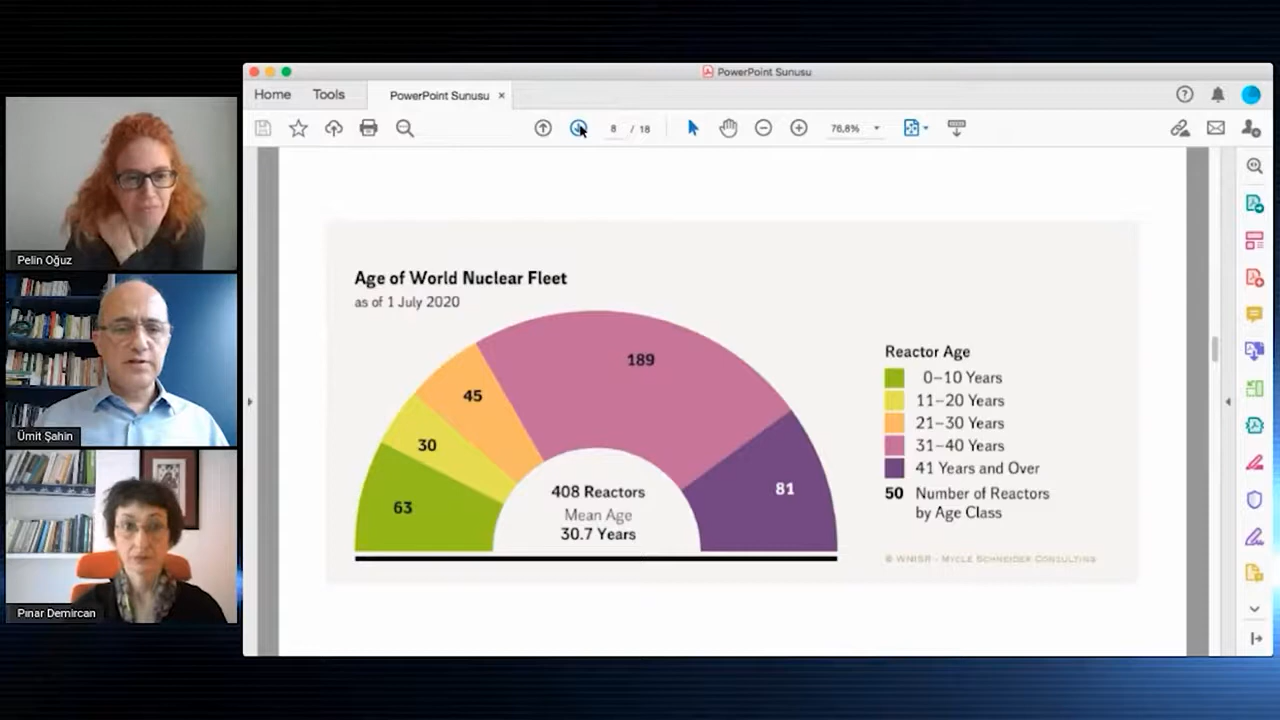 PowerPoint Sunusu
Home
Tools
PowerPoint Sunusu ×
8 / 18
76,8%
Pelin Oğuz
Ümit Şahin
Pınar Demircan
Age of World Nuclear Fleet
as of 1 July 2020
189
45
30
63
81
408 Reactors
Mean Age
30.7 Years
Reactor Age
0–10 Years
11–20 Years
21–30 Years
31–40 Years
41 Years and Over
50 Number of Reactors
by Age Class
© WNISR - MYCLE SCHNEIDER CONSULTING